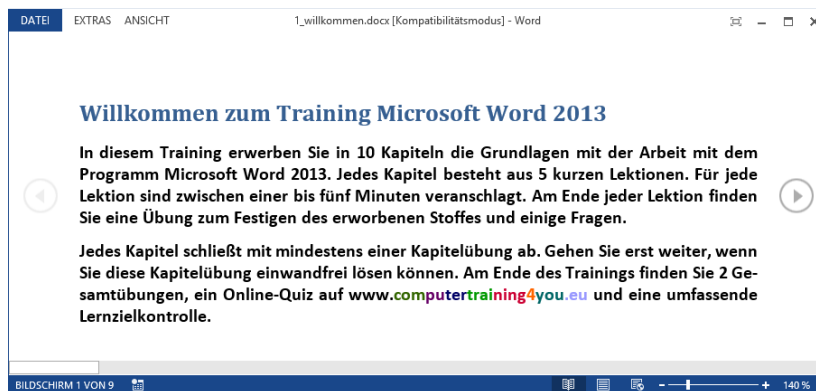 DATEI EXTRAS ANSICHT 1_willkommen.docx [Kompatibilitätsmodus] - Word
Willkommen zum Training Microsoft Word 2013
In diesem Training erwerben Sie in 10 Kapiteln die Grundlagen mit der Arbeit mit dem
Programm Microsoft Word 2013. Jedes Kapitel besteht aus 5 kurzen Lektionen. Für jede
Lektion sind zwischen einer bis fünf Minuten veranschlagt. Am Ende jeder Lektion finden
Sie eine Übung zum Festigen des erworbenen Stoffes und einige Fragen.
Jedes Kapitel schließt mit mindestens einer Kapitelübung ab. Gehen Sie erst weiter, wenn
Sie diese Kapitelübung einwandfrei lösen können. Am Ende des Trainings finden Sie 2 Ge-
samtübungen, ein Online-Quiz auf www.computertraining4you.eu und eine umfassende
Lernzielkontrolle.
BILDSCHIRM 1 VON 9 140 %